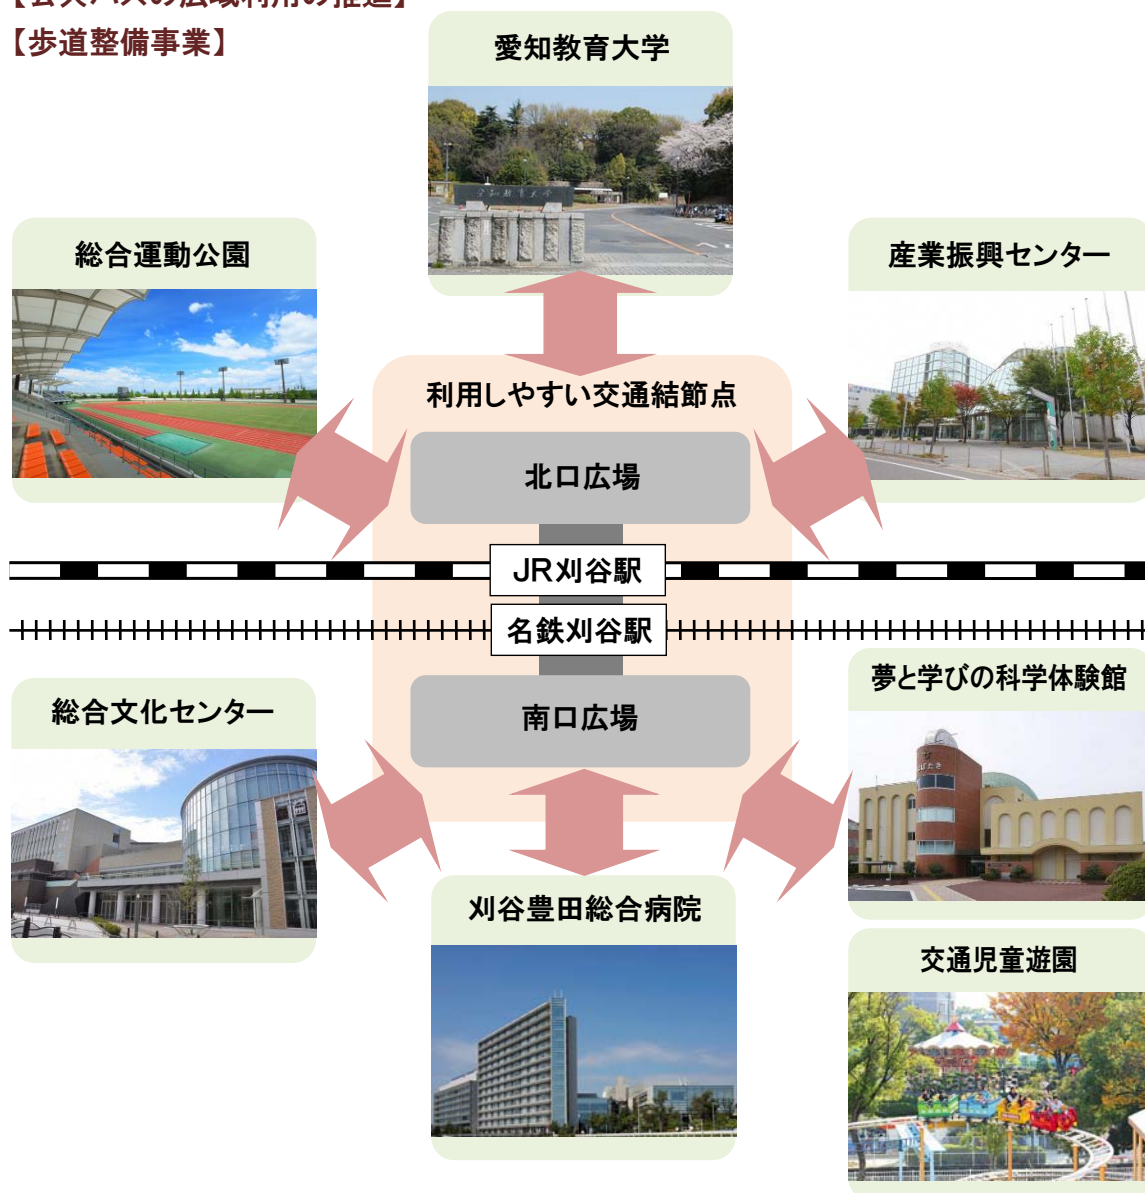 【歩道整備事業】
愛知教育大学
総合運動公園
産業振興センター
利用しやすい交通結節点
北口広場
JR刈谷駅
名鉄刈谷駅
南口広場
総合文化センター
夢と学びの科学体験館
刈谷豊田総合病院
交通児童遊園